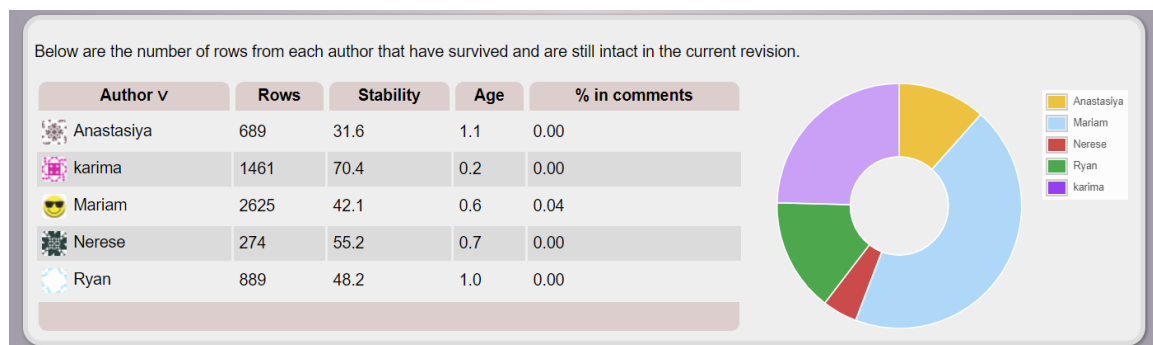 Below are the number of rows from each author that have survived and are still intact in the current revision.
Author ˅ Rows Stability Age % in comments
Anastasiya 689 31.6 1.1 0.00
karima 1461 70.4 0.2 0.00
Mariam 2625 42.1 0.6 0.04
Nerese 274 55.2 0.7 0.00
Ryan 889 48.2 1.0 0.00
Anastasiya
Mariam
Nerese
Ryan
karima